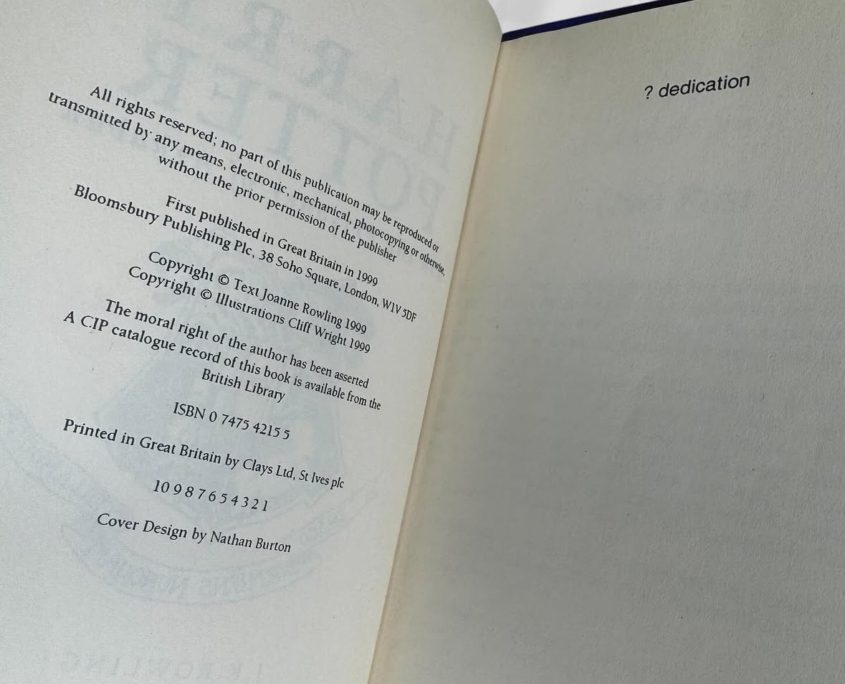 All rights reserved; no part of this publication may be reproduced or
transmitted by any means, electronic, mechanical, photocopying or otherwise,
without the prior permission of the publisher
First published in Great Britain in 1999
Bloomsbury Publishing Plc, 38 Soho Square, London, W1V 5DF
Copyright © Text Joanne Rowling 1999
Copyright © Illustrations Cliff Wright 1999
The moral right of the author has been asserted
A CIP catalogue record of this book is available from the
British Library
ISBN 0 7475 4215 5
Printed in Great Britain by Clays Ltd, St Ives plc
10 9 8 7 6 5 4 3 2 1
Cover Design by Nathan Burton
? dedication
HARRY
POTTER